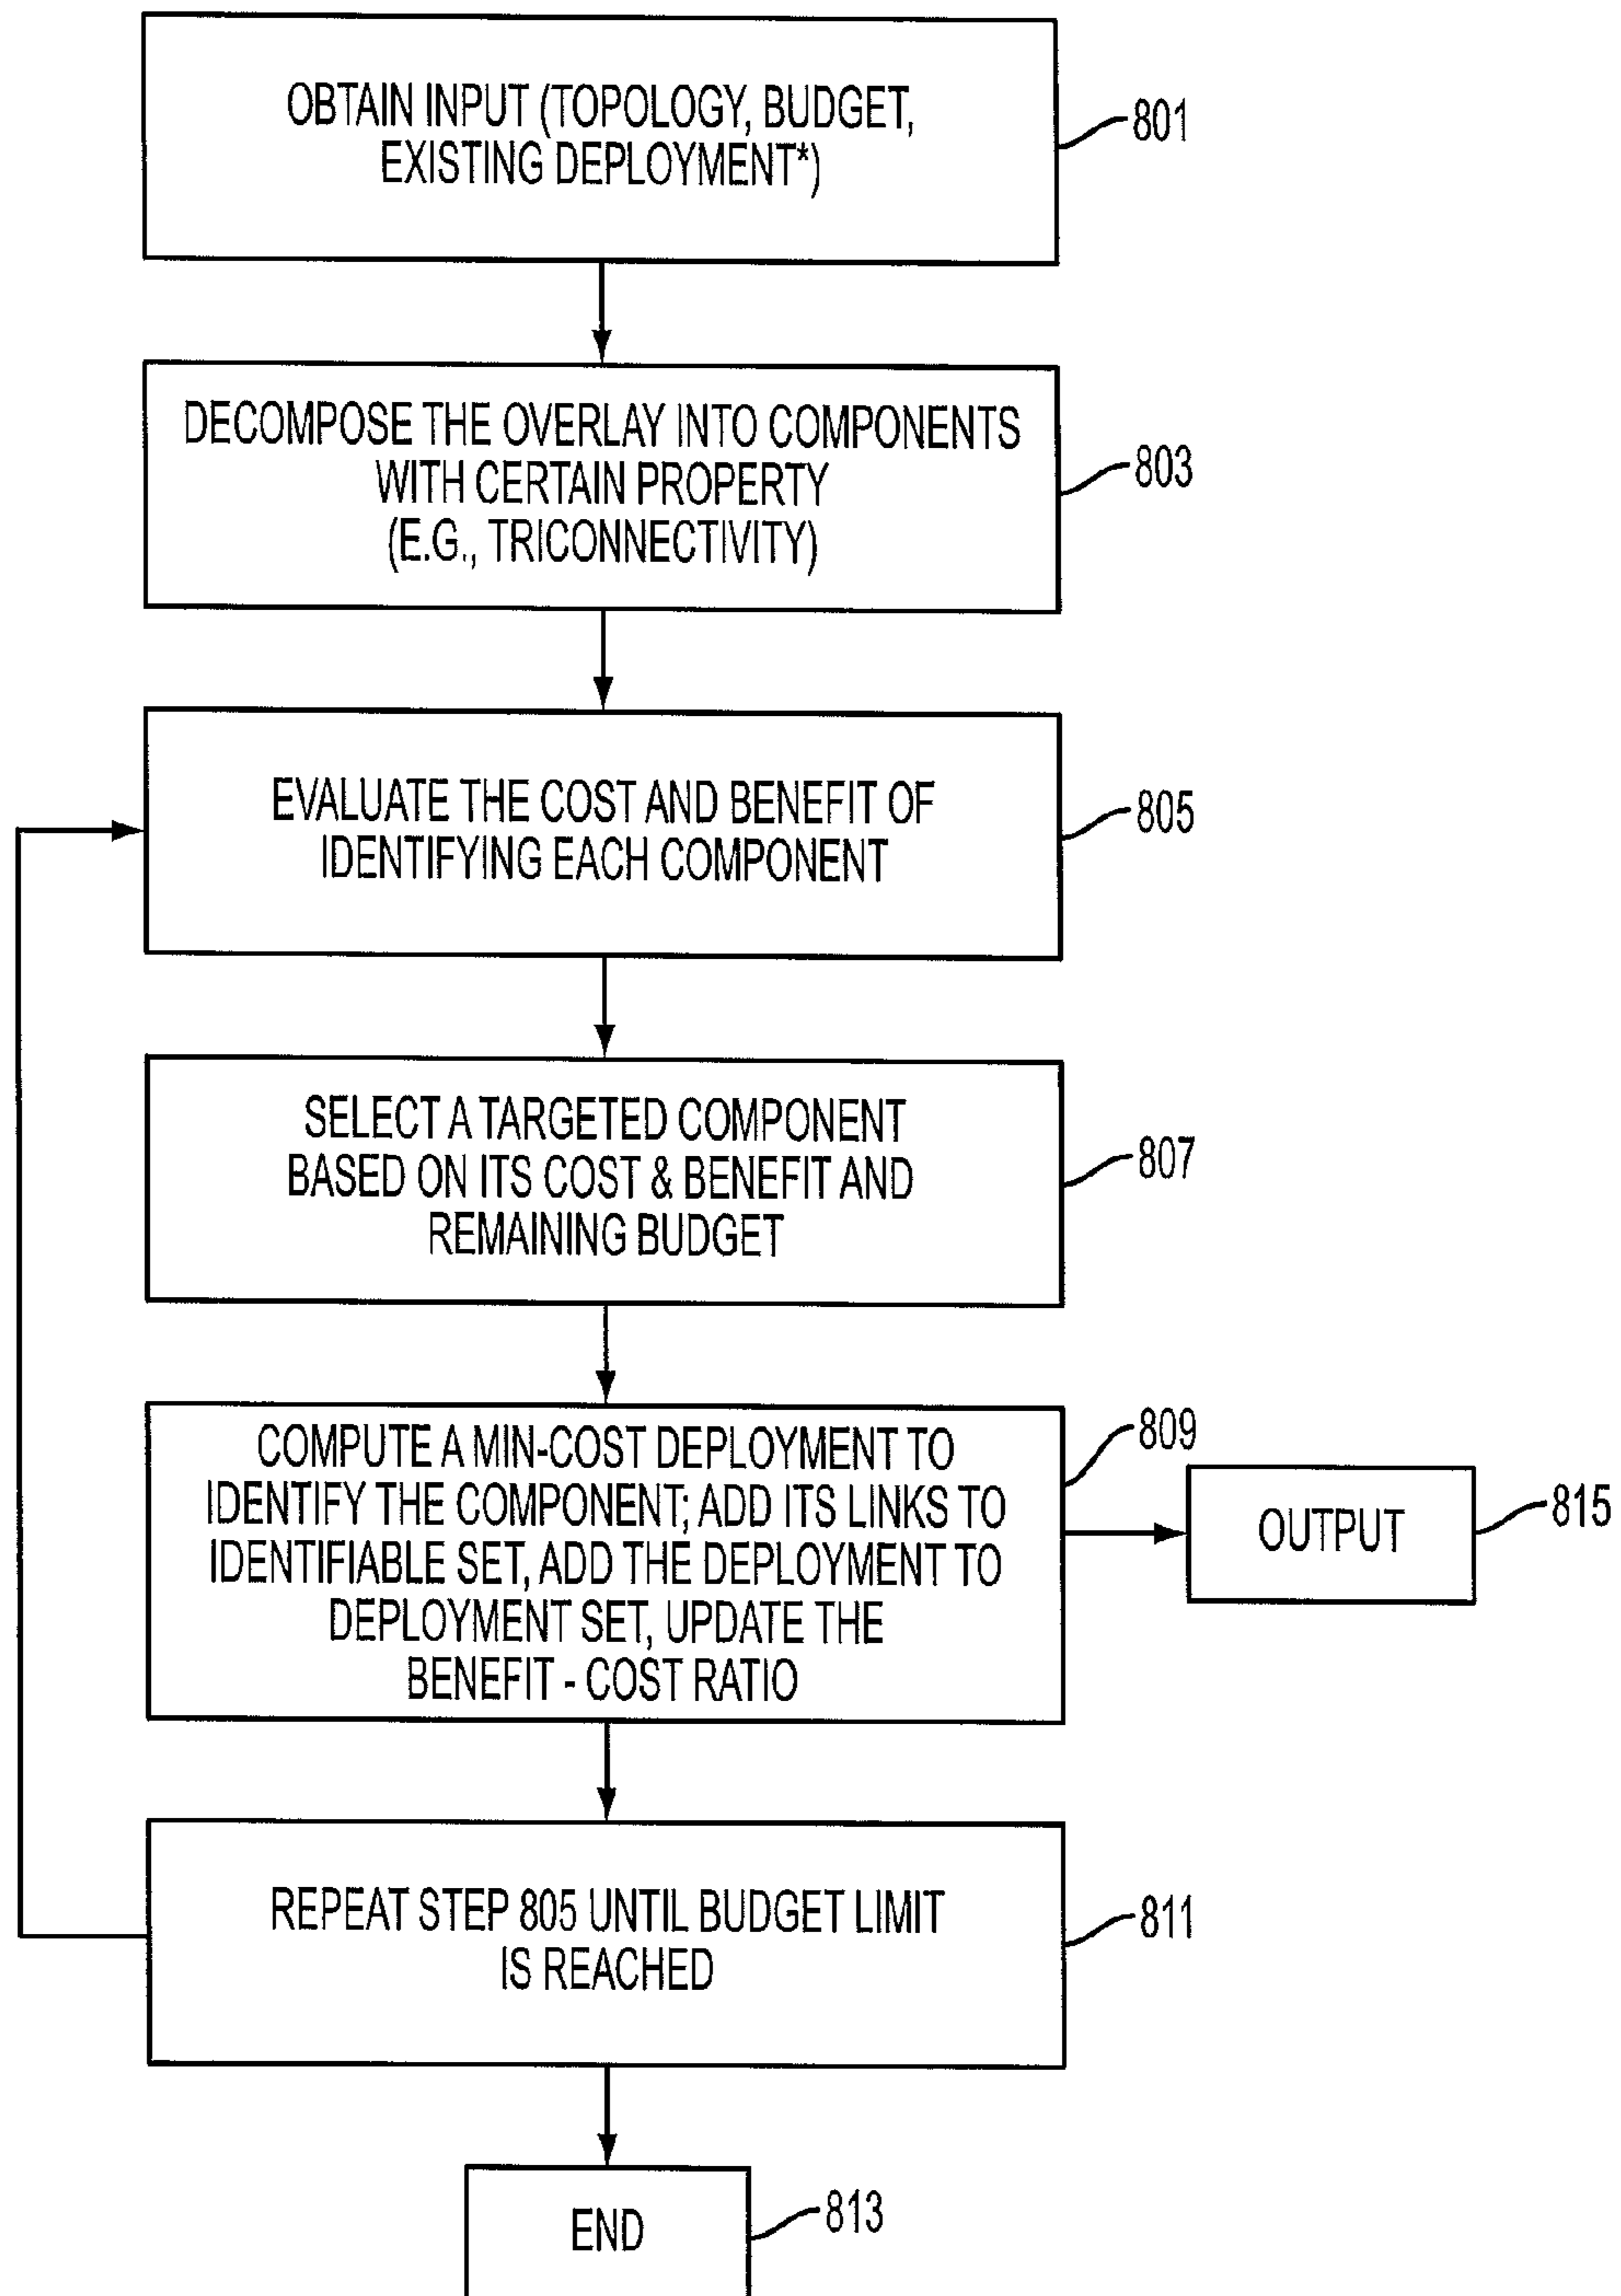 OBTAIN INPUT (TOPOLOGY, BUDGET,
EXISTING DEPLOYMENT*)
801
DECOMPOSE THE OVERLAY INTO COMPONENTS
WITH CERTAIN PROPERTY
(E.G., TRICONNECTIVITY)
803
EVALUATE THE COST AND BENEFIT OF
IDENTIFYING EACH COMPONENT
805
SELECT A TARGETED COMPONENT
BASED ON ITS COST & BENEFIT AND
REMAINING BUDGET
807
COMPUTE A MIN-COST DEPLOYMENT TO
IDENTIFY THE COMPONENT; ADD ITS LINKS TO
IDENTIFIABLE SET, ADD THE DEPLOYMENT TO
DEPLOYMENT SET, UPDATE THE
BENEFIT - COST RATIO
809
OUTPUT
815
REPEAT STEP 805 UNTIL BUDGET LIMIT
IS REACHED
811
END
813